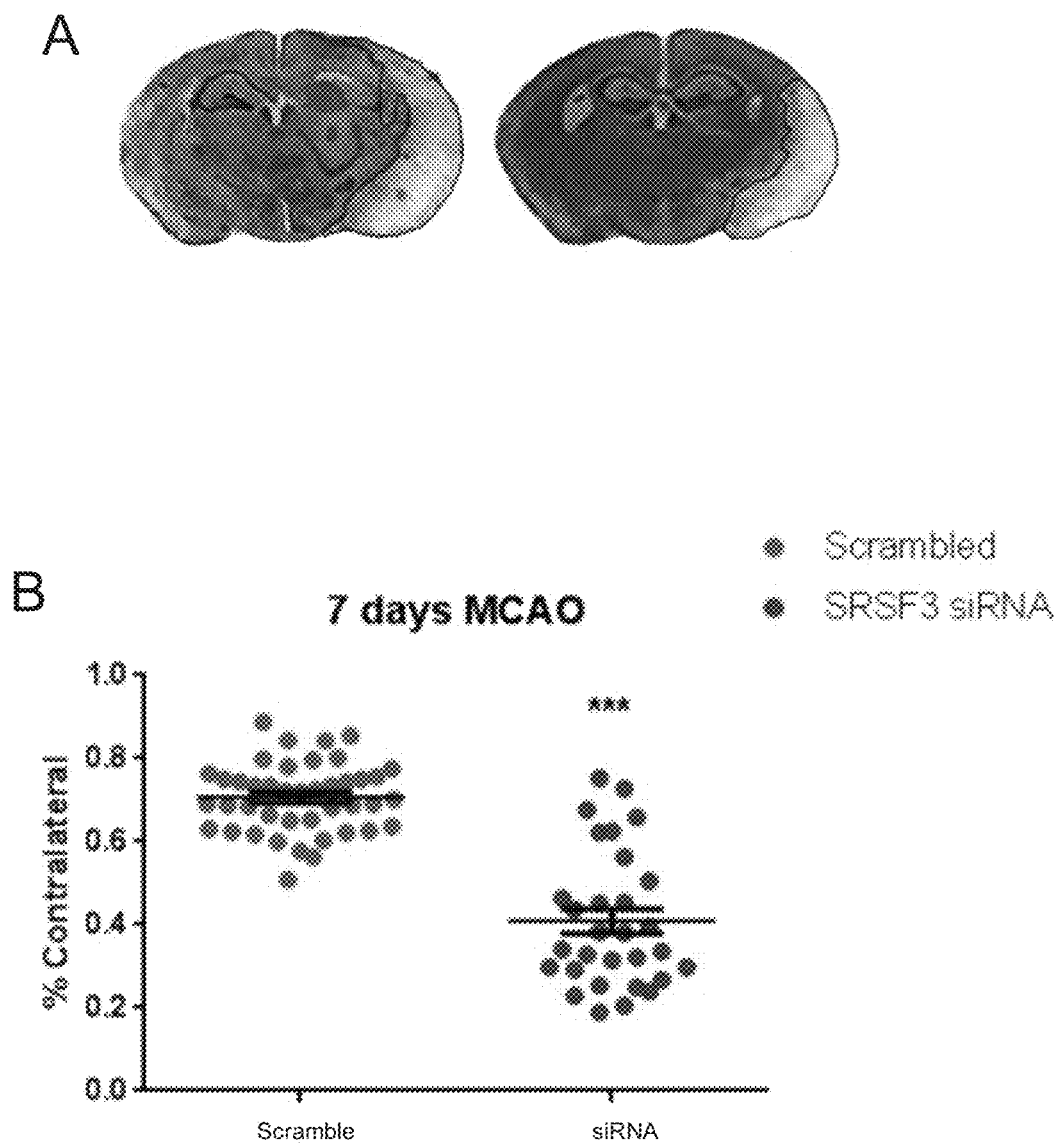 A
Scrambled
SRSF3 siRNA
B
7 days MCAO
% Contralateral
1.0
0.8
0.6
0.4
0.2
0.0
***
Scramble
siRNA